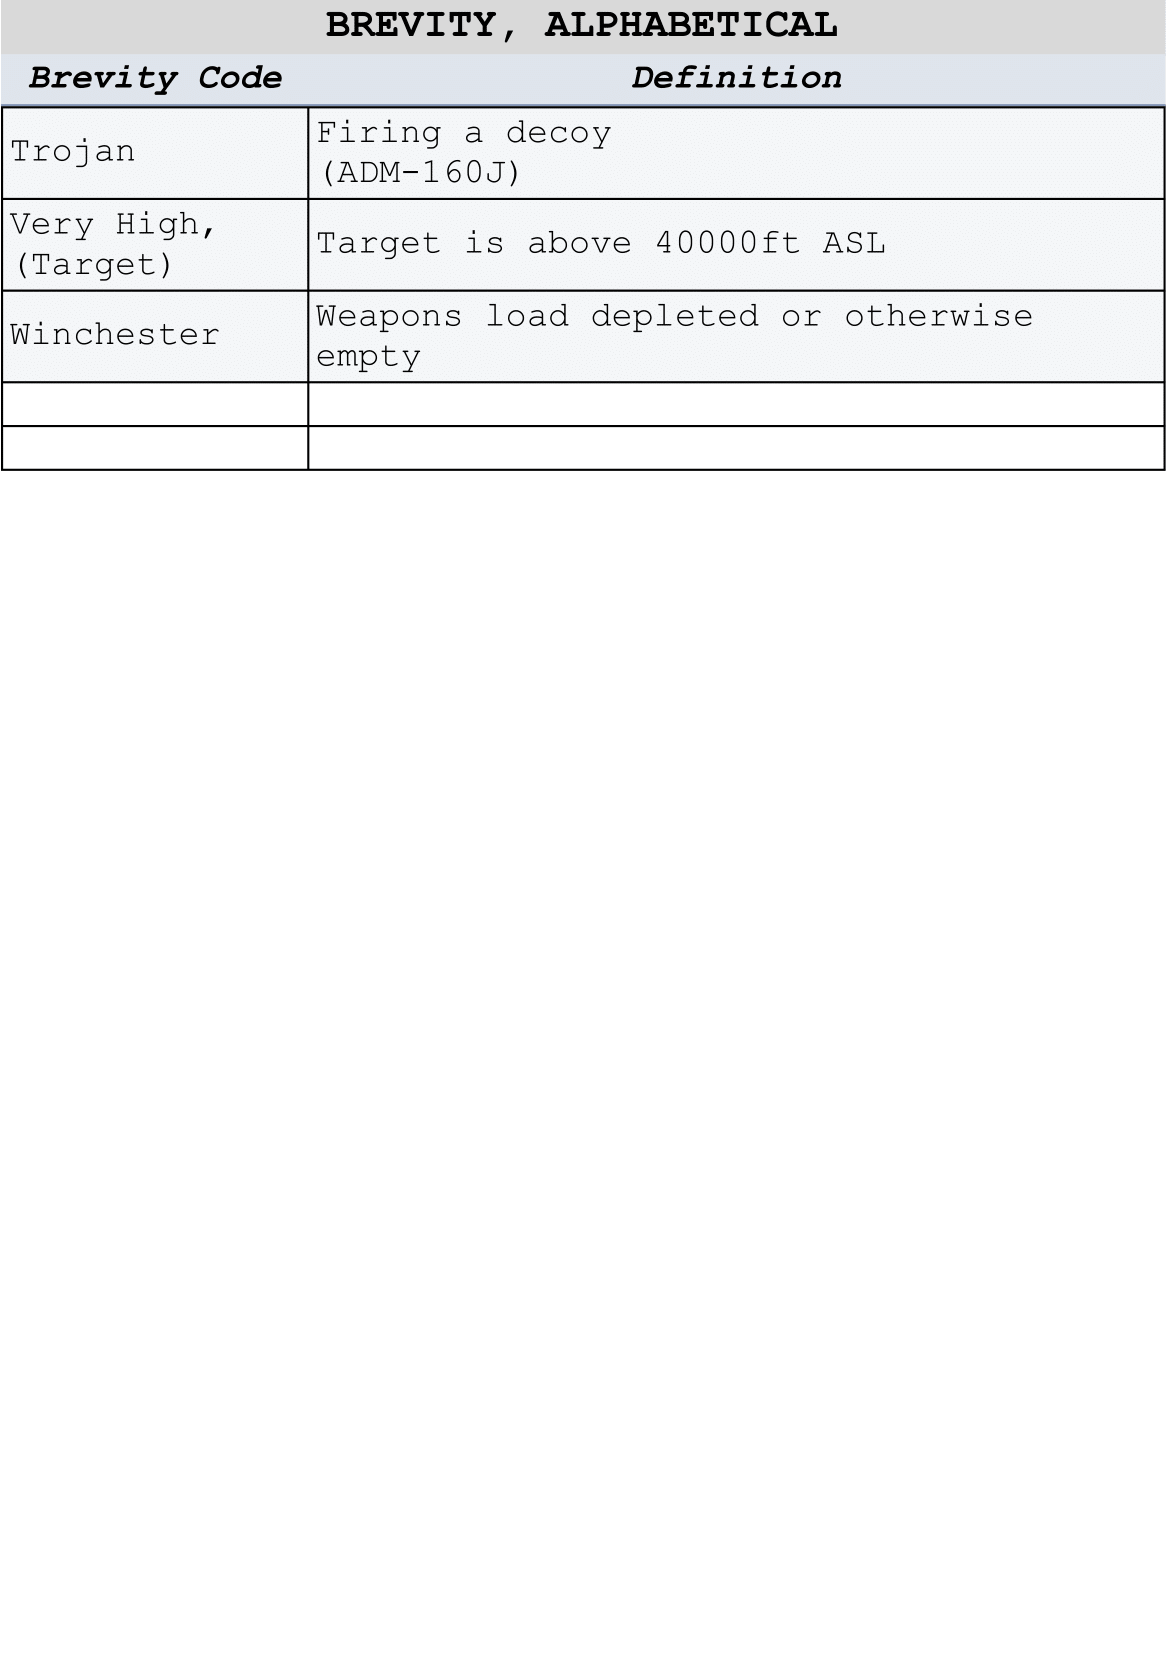 BREVITY, ALPHABETICAL
Brevity Code Definition
Trojan
Firing a decoy
(ADM-160J)
Very High,
(Target)
Target is above 40000ft ASL
Winchester
Weapons load depleted or otherwise
empty